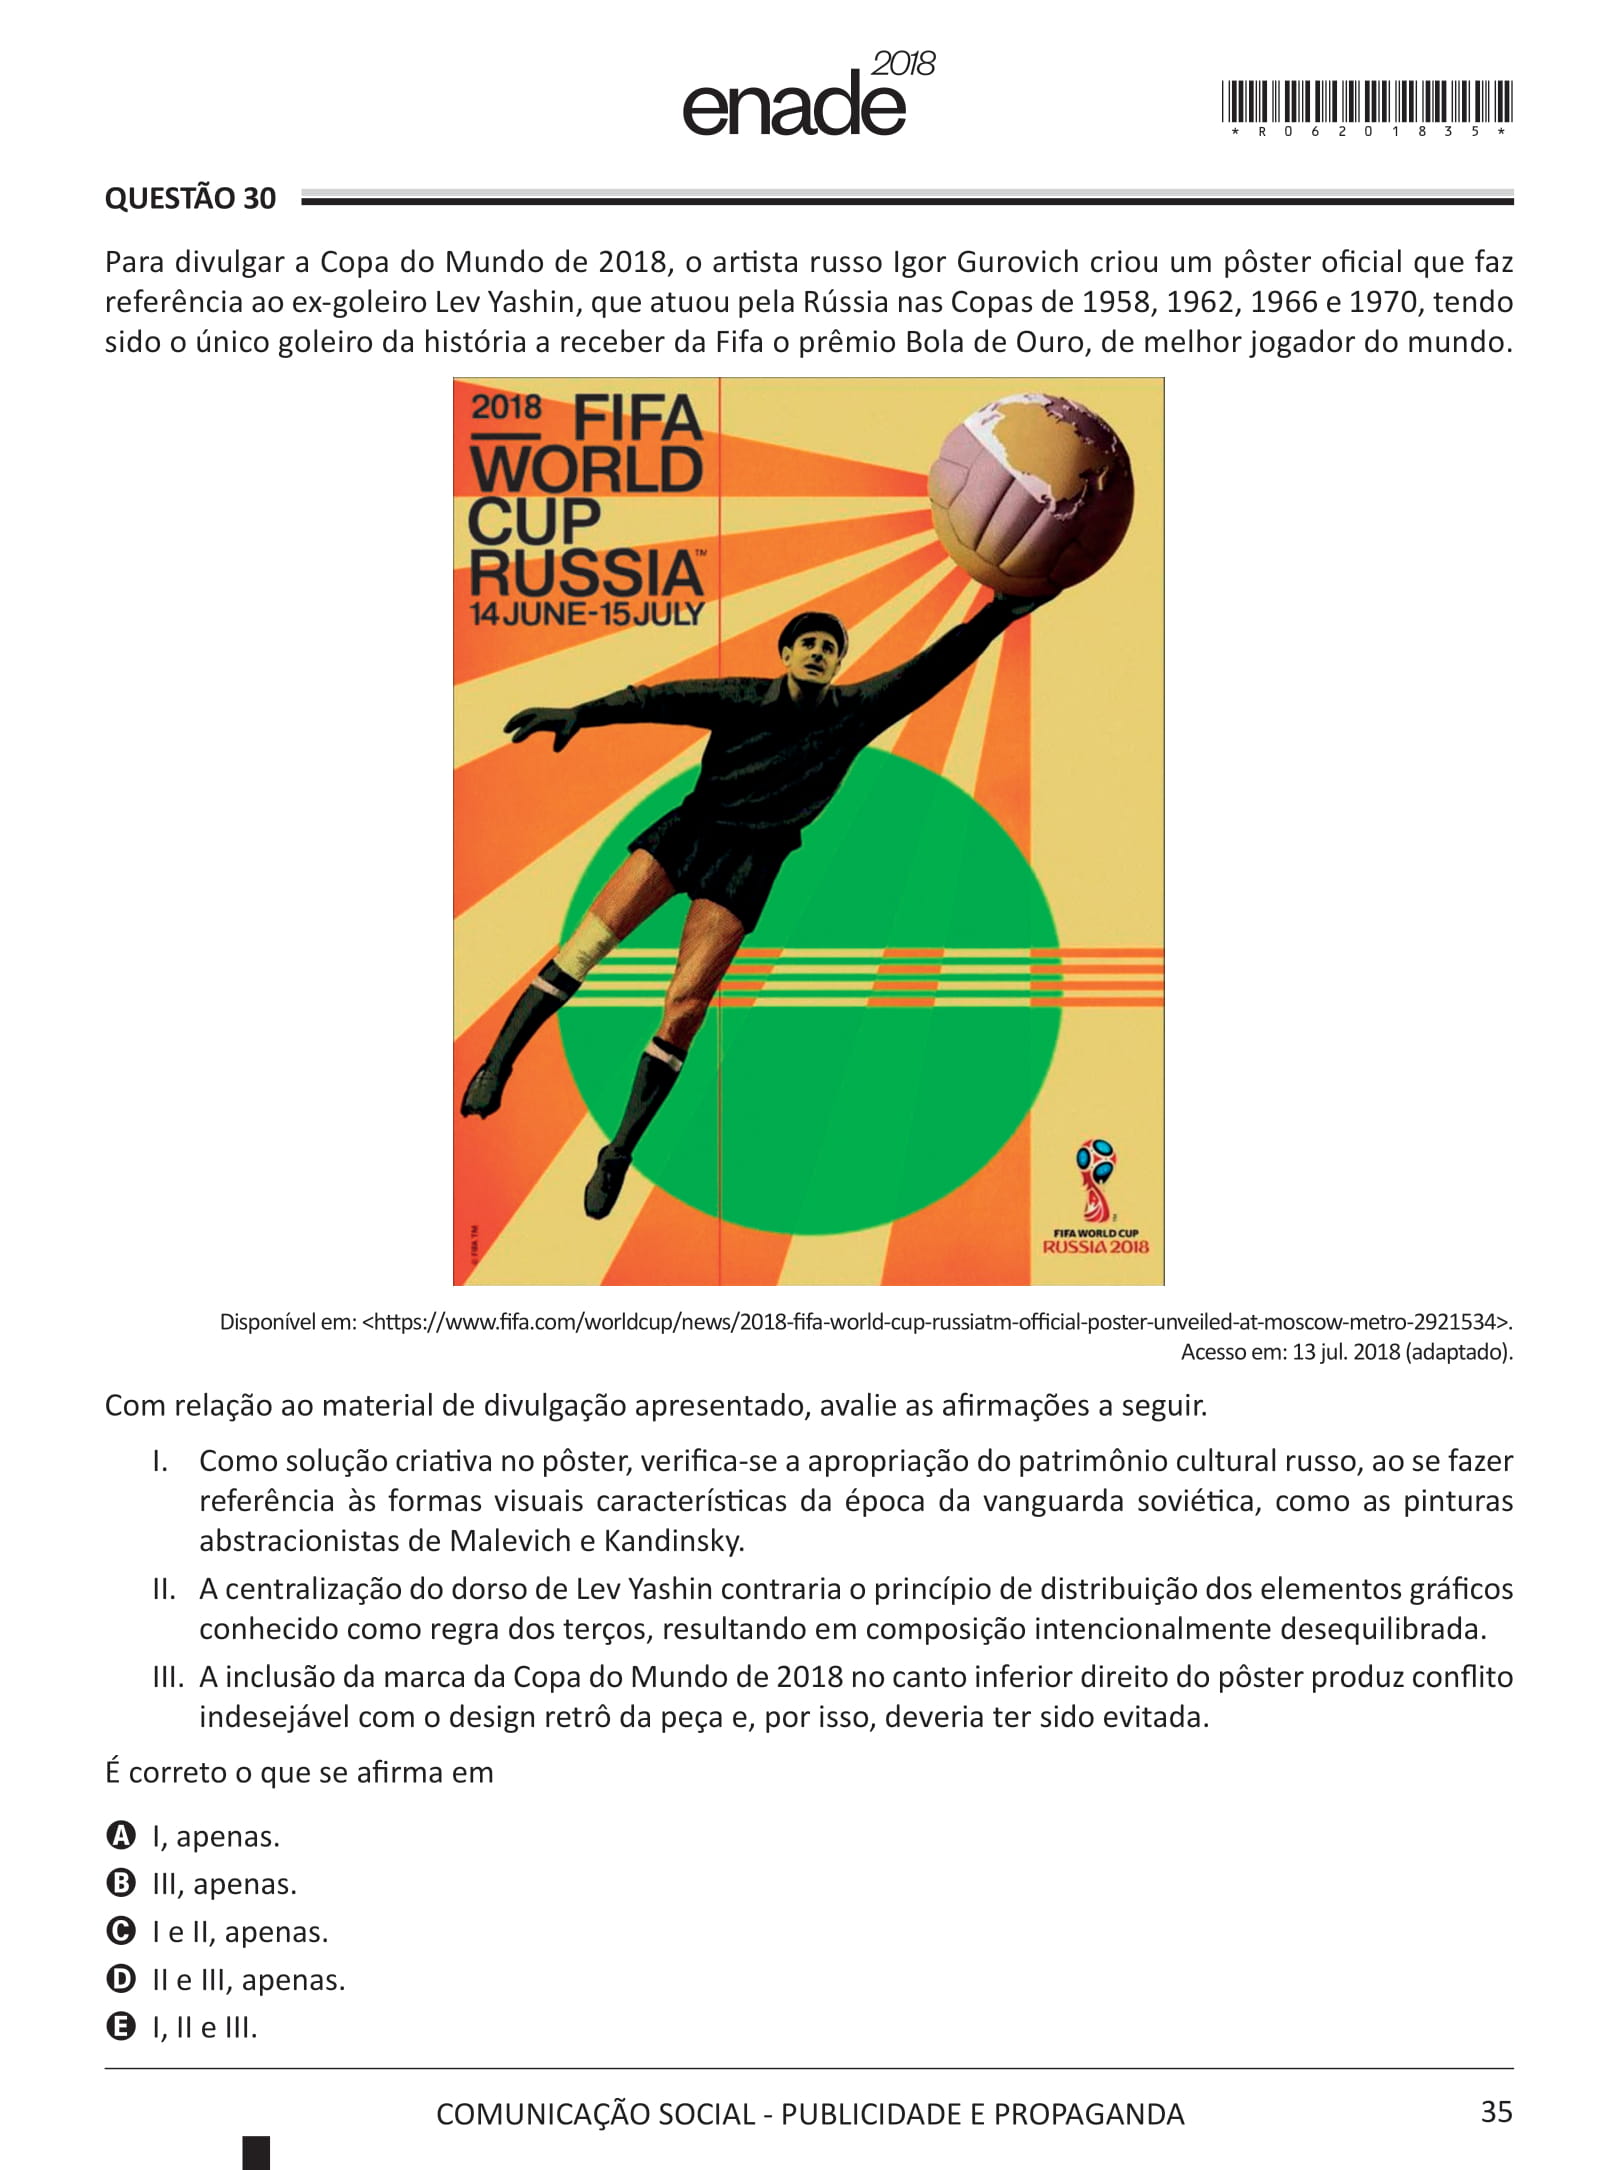 enade 2018
*R06201835*
QUESTÃO 30
Para divulgar a Copa do Mundo de 2018, o artista russo Igor Gurovich criou um pôster oficial que faz
referência ao ex-goleiro Lev Yashin, que atuou pela Rússia nas Copas de 1958, 1962, 1966 e 1970, tendo
sido o único goleiro da história a receber da Fifa o prêmio Bola de Ouro, de melhor jogador do mundo.
2018 FIFA
WORLD
CUP
RUSSIA™
14 JUNE-15 JULY
© FIFA TM
FIFA WORLD CUP
RUSSIA 2018
Disponível em: <https://www.fifa.com/worldcup/news/2018-fifa-world-cup-russiatm-official-poster-unveiled-at-moscow-metro-2921534>.
Acesso em: 13 jul. 2018 (adaptado).
Com relação ao material de divulgação apresentado, avalie as afirmações a seguir.
I. Como solução criativa no pôster, verifica-se a apropriação do patrimônio cultural russo, ao se fazer
referência às formas visuais características da época da vanguarda soviética, como as pinturas
abstracionistas de Malevich e Kandinsky.
II. A centralização do dorso de Lev Yashin contraria o princípio de distribuição dos elementos gráficos
conhecido como regra dos terços, resultando em composição intencionalmente desequilibrada.
III. A inclusão da marca da Copa do Mundo de 2018 no canto inferior direito do pôster produz conflito
indesejável com o design retrô da peça e, por isso, deveria ter sido evitada.
É correto o que se afirma em
A I, apenas.
B III, apenas.
C I e II, apenas.
D II e III, apenas.
E I, II e III.
COMUNICAÇÃO SOCIAL - PUBLICIDADE E PROPAGANDA
35